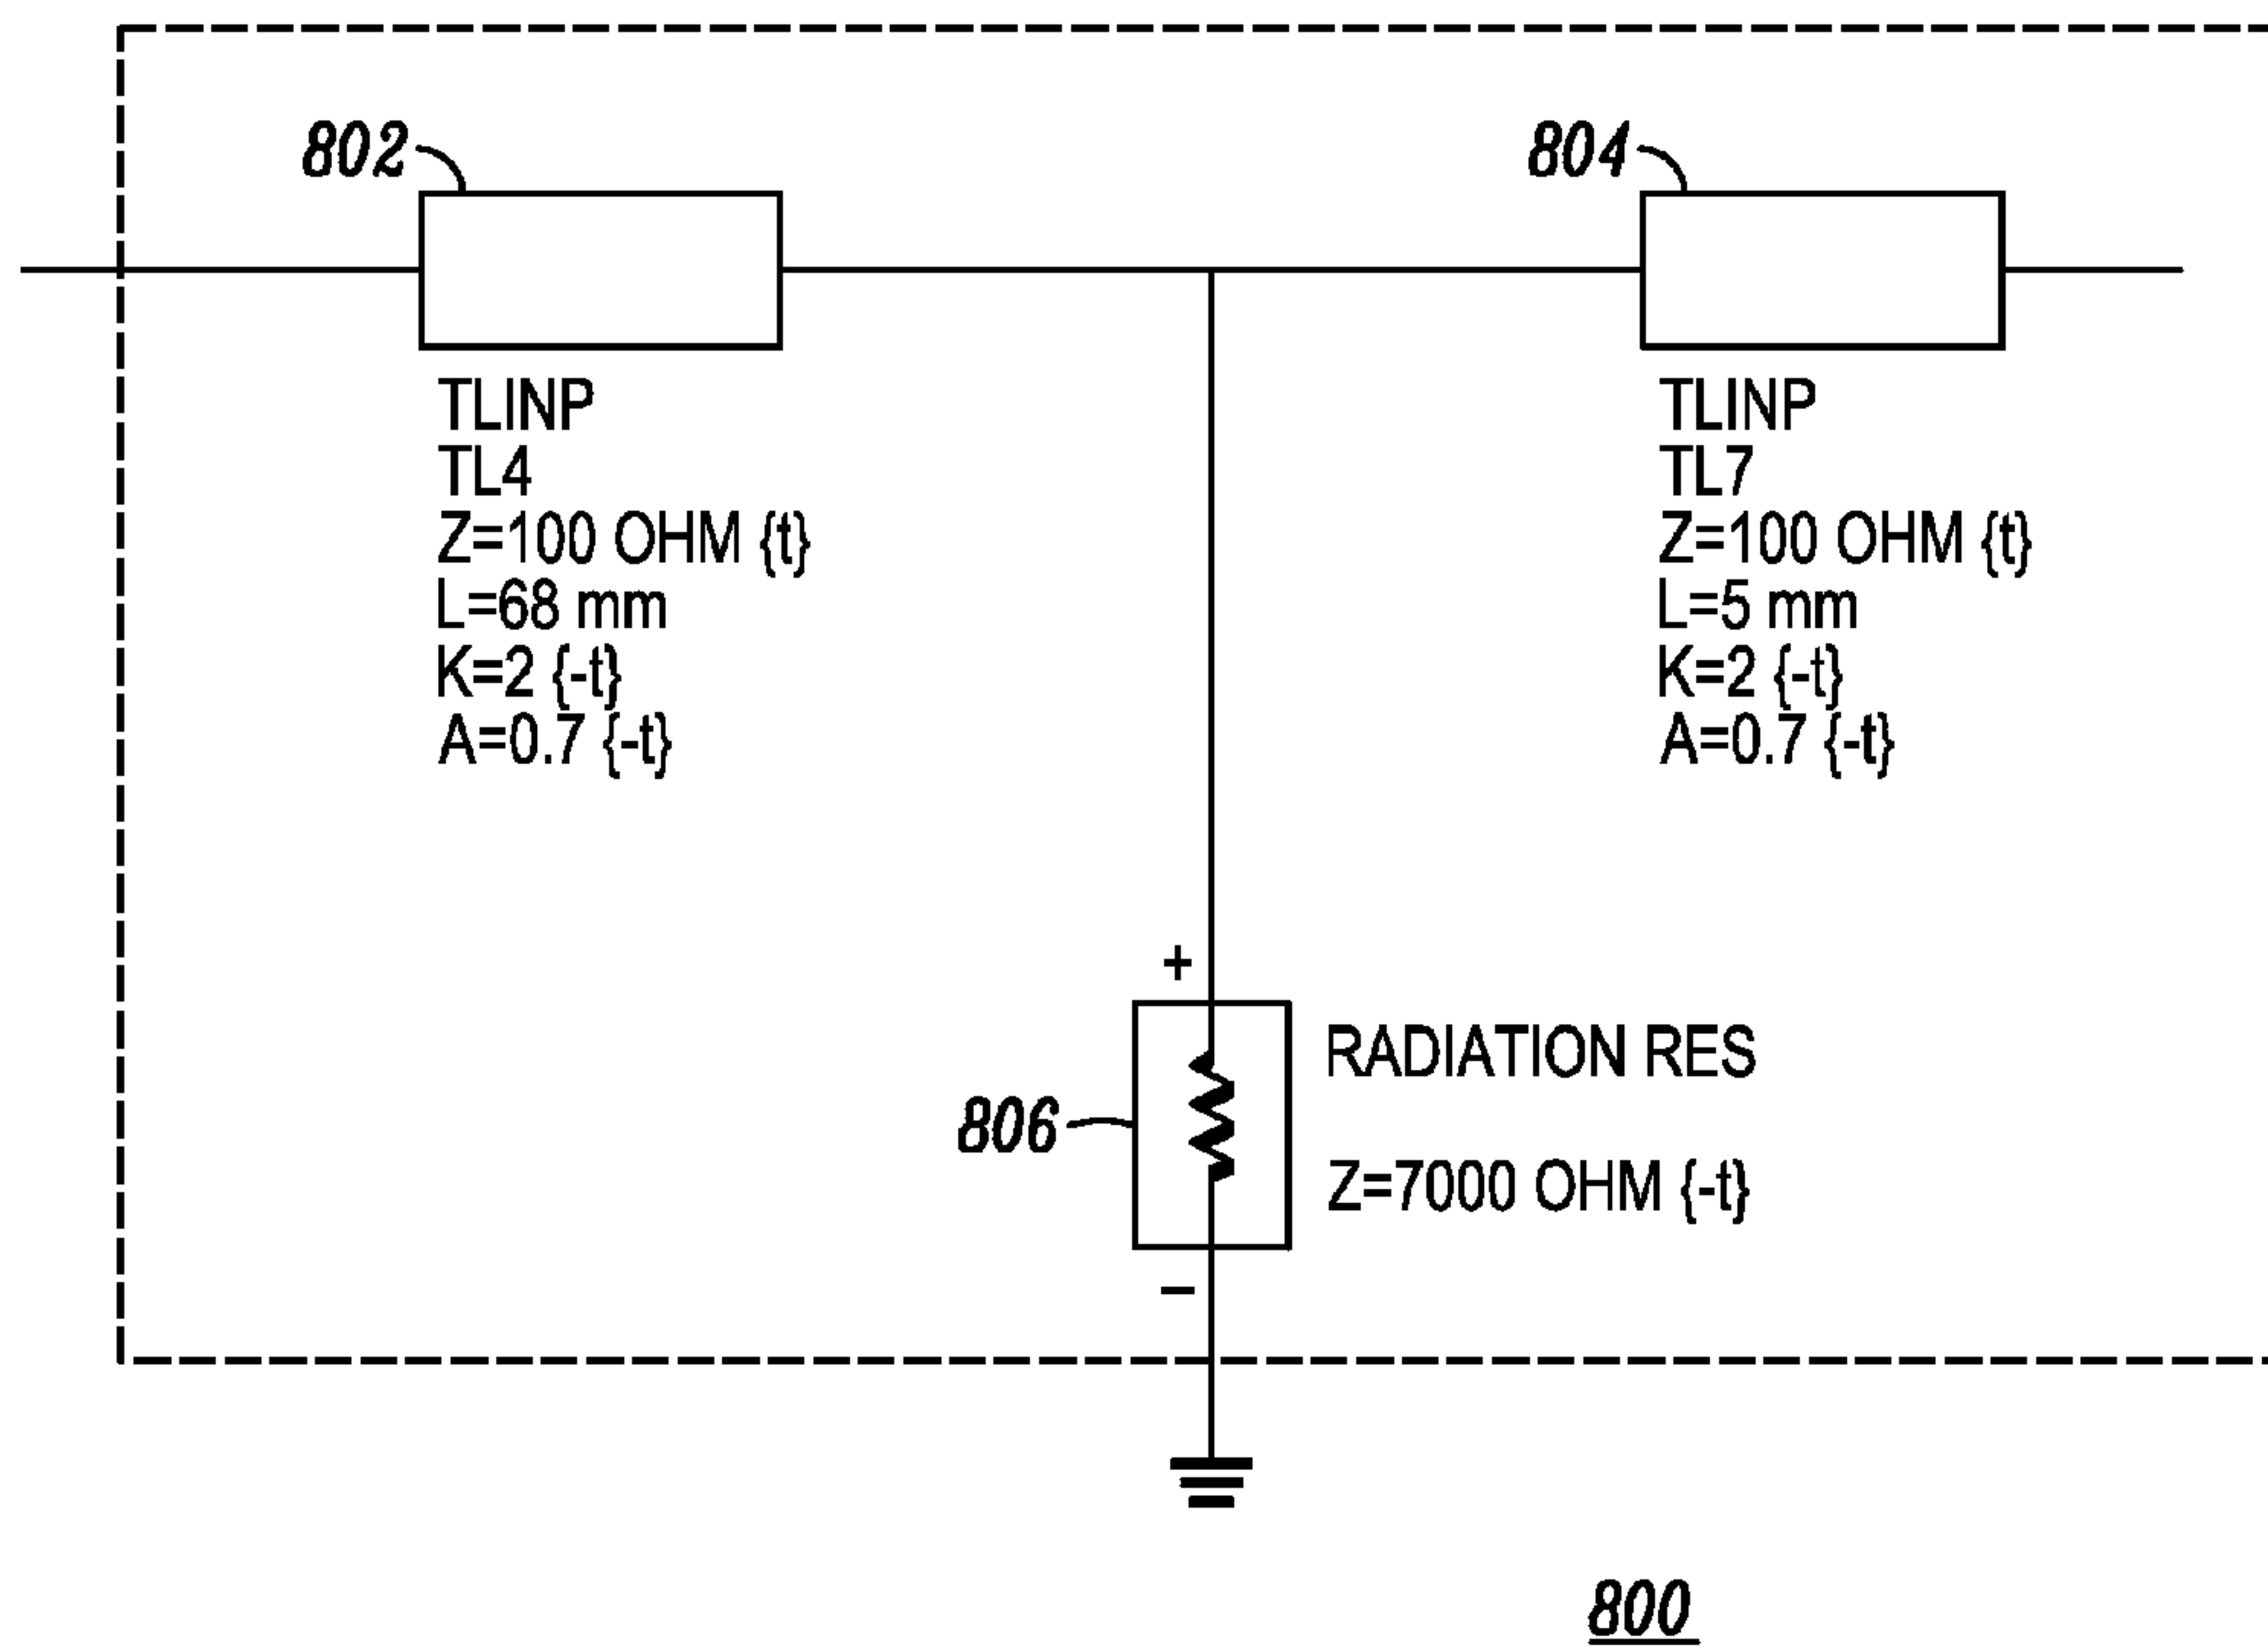 802
804
TLINP
TL4
Z=100 OHM {t}
L=68 mm
K=2 {-t}
A=0.7 {-t}
TLINP
TL7
Z=100 OHM {t}
L=5 mm
K=2 {-t}
A=0.7 {-t}
+
RADIATION RES
806
Z=7000 OHM {-t}
–
800